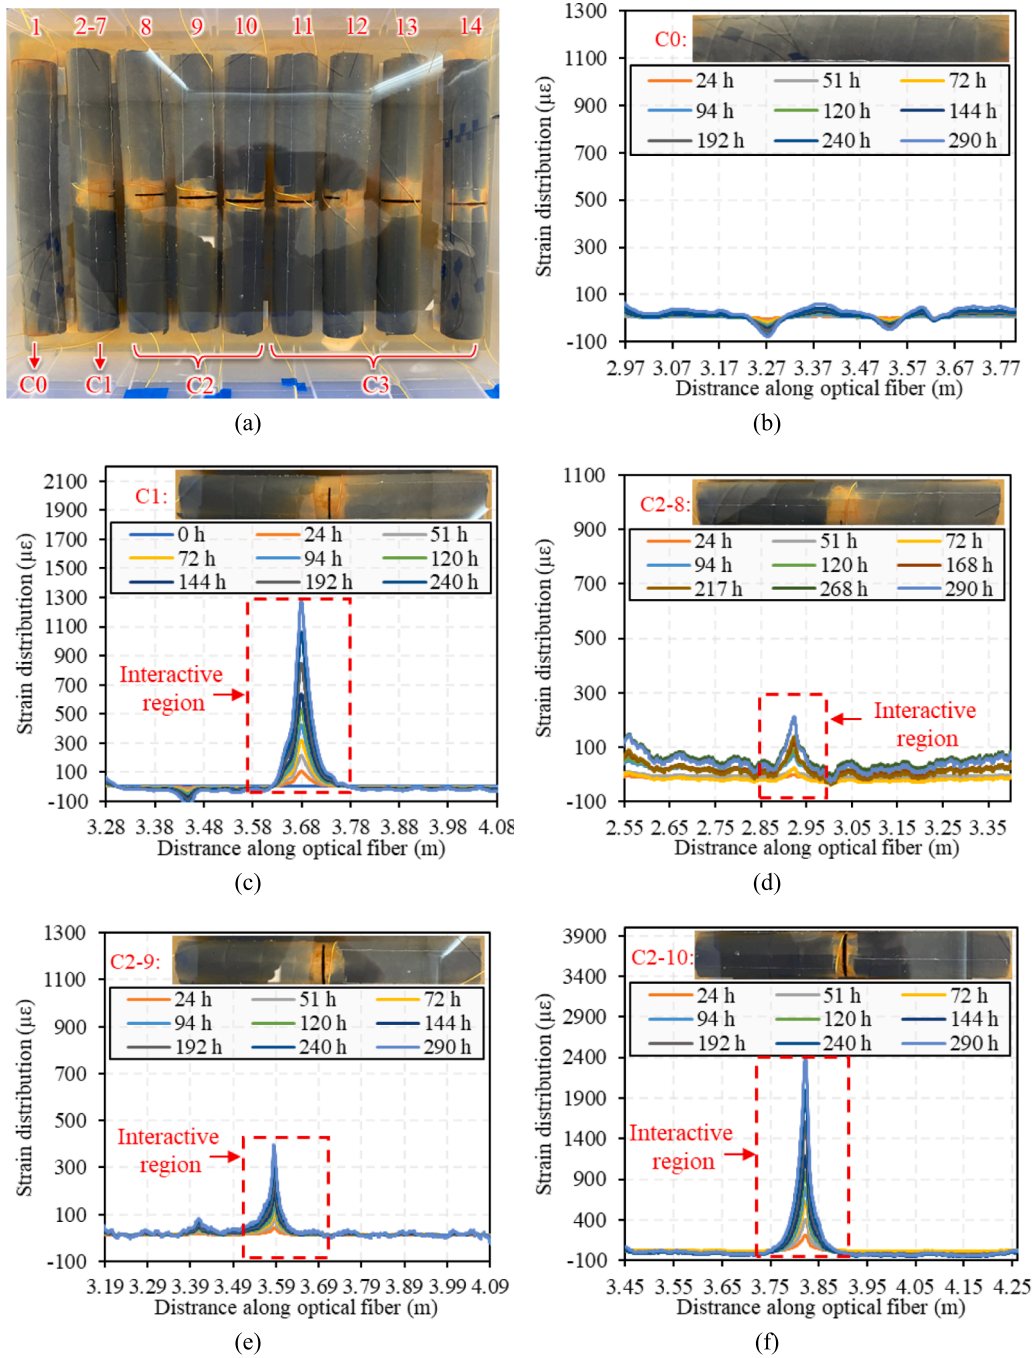 1 2-7 8 9 10 11 12 13 14
C0 C1 C2 C3
(a)
1300
1100
900
700
500
300
100
-100
Strain distribution (με)
C0:
24 h 51 h 72 h
94 h 120 h 144 h
192 h 240 h 290 h
2.97 3.07 3.17 3.27 3.37 3.47 3.57 3.67 3.77
Distrance along optical fiber (m)
(b)
2100
1900
1700
1500
1300
1100
900
700
500
300
100
-100
Strain distribution (με)
C1:
0 h 24 h 51 h
72 h 94 h 120 h
144 h 192 h 240 h
Interactive
region
3.28 3.38 3.48 3.58 3.68 3.78 3.88 3.98 4.08
Distrance along optical fiber (m)
(c)
1100
900
700
500
300
100
-100
Strain distribution (με)
C2-8:
24 h 51 h 72 h
94 h 120 h 168 h
217 h 268 h 290 h
Interactive
region
2.55 2.65 2.75 2.85 2.95 3.05 3.15 3.25 3.35
Distrance along optical fiber (m)
(d)
1300
1100
900
700
500
300
100
-100
Strain distribution (με)
C2-9:
24 h 51 h 72 h
94 h 120 h 144 h
192 h 240 h 290 h
Interactive
region
3.19 3.29 3.39 3.49 3.59 3.69 3.79 3.89 3.99 4.09
Distrance along optical fiber (m)
(e)
3900
3400
2900
2400
1900
1400
900
400
-100
Strain distribution (με)
C2-10:
24 h 51 h 72 h
94 h 120 h 144 h
192 h 240 h 290 h
Interactive
region
3.45 3.55 3.65 3.75 3.85 3.95 4.05 4.15 4.25
Distrance along optical fiber (m)
(f)